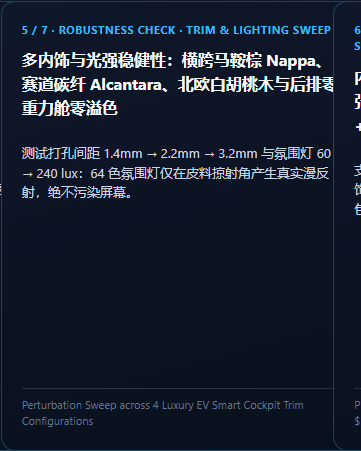 5 / 7 · ROBUSTNESS CHECK · TRIM & LIGHTING SWEEP
多内饰与光强稳健性：横跨马鞍棕 Nappa、
赛道碳纤 Alcantara、北欧白胡桃木与后排零
重力舱零溢色
测试打孔间距 1.4mm → 2.2mm → 3.2mm 与氛围灯 60
→ 240 lux：64 色氛围灯仅在皮料掠射角产生真实漫反
射，绝不污染屏幕。
Perturbation Sweep across 4 Luxury EV Smart Cockpit Trim
Configurations